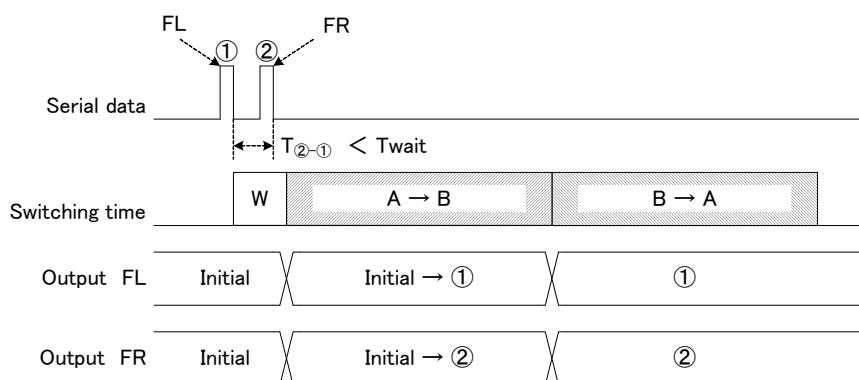 FL ① ② FR
Serial data
T②-① < Twait
Switching time W A → B B → A
Output FL Initial Initial → ① ①
Output FR Initial Initial → ② ②